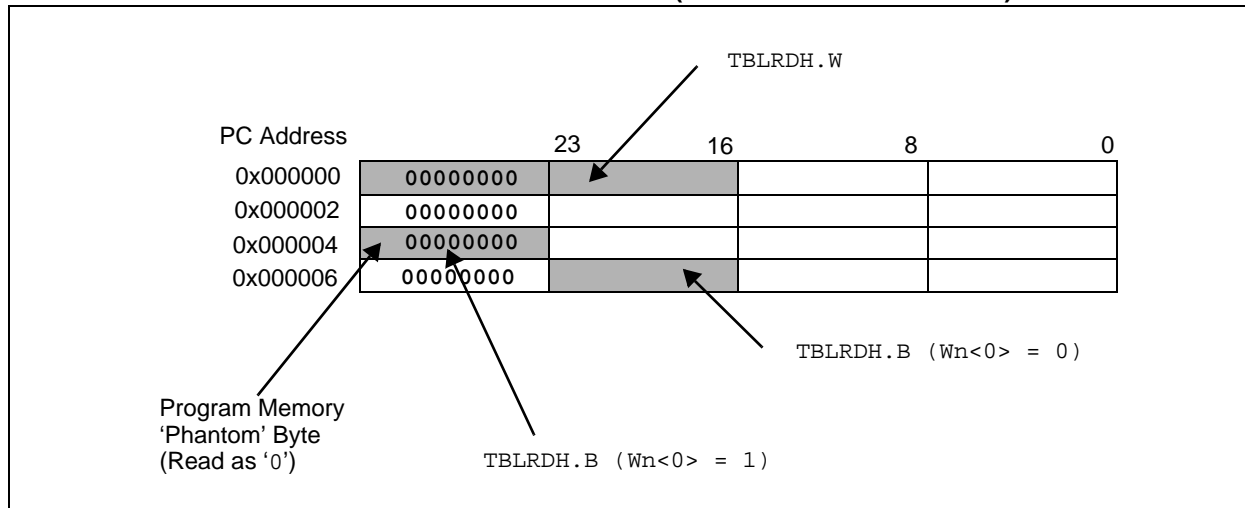 TBLRDH.W
PC Address
23 16 8 0
0x000000 00000000
0x000002 00000000
0x000004 00000000
0x000006 00000000
TBLRDH.B (Wn<0> = 0)
Program Memory
‘Phantom’ Byte
(Read as ‘0’)
TBLRDH.B (Wn<0> = 1)